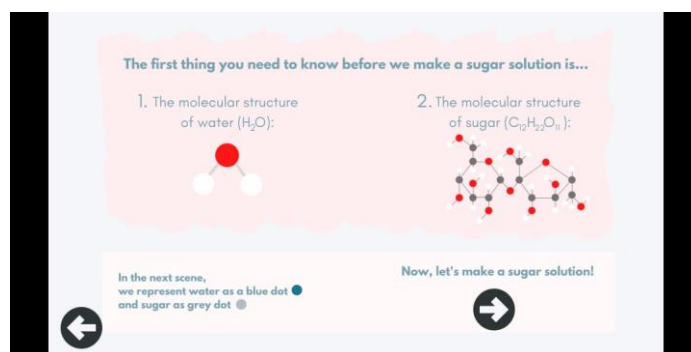 The first thing you need to know before we make a sugar solution is...
1. The molecular structure
of water (H₂O):
2. The molecular structure
of sugar (C₁₂H₂₂O₁₁):
In the next scene,
we represent water as a blue dot
and sugar as grey dot
Now, let's make a sugar solution!